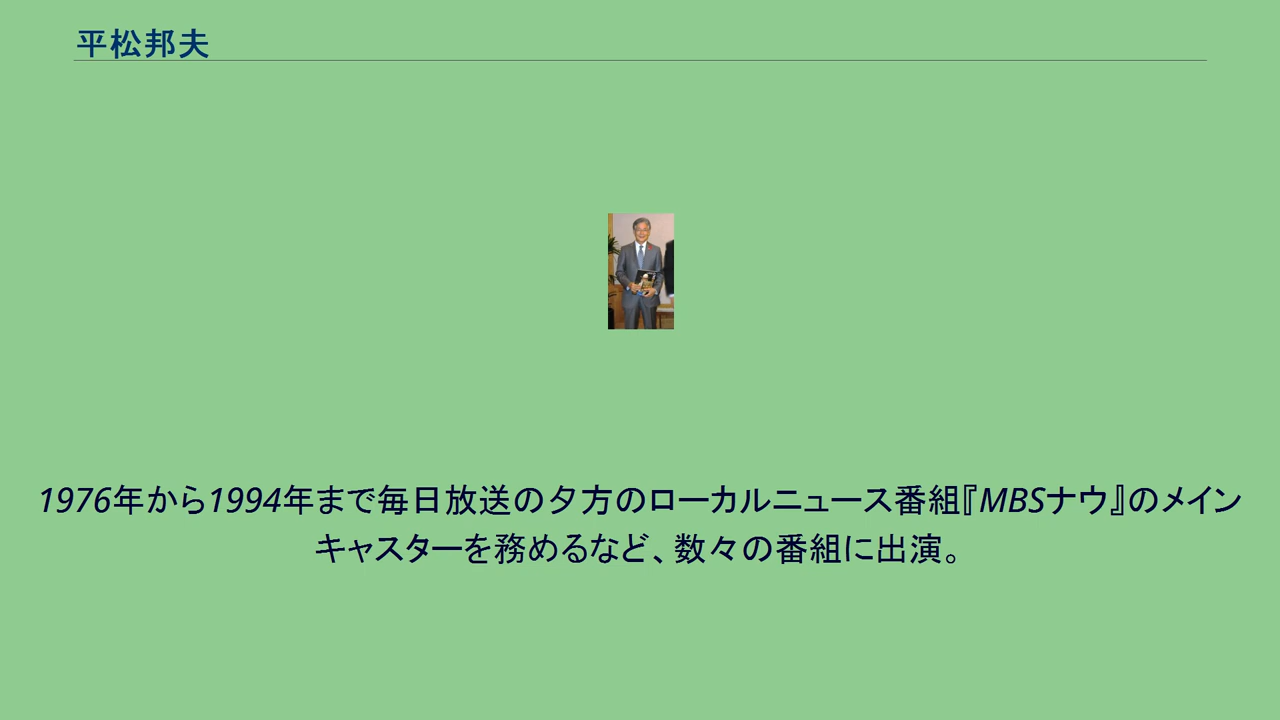 平松邦夫
1976年から1994年まで毎日放送の夕方のローカルニュース番組『MBSナウ』のメイン
キャスターを務めるなど、数々の番組に出演。